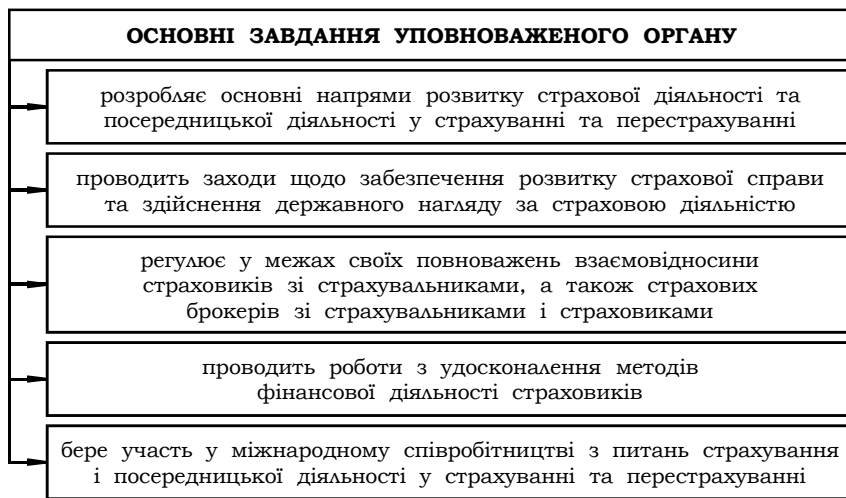 ОСНОВНІ ЗАВДАННЯ УПОВНОВАЖЕНОГО ОРГАНУ
розробляє основні напрями розвитку страхової діяльності та
посередницької діяльності у страхуванні та перестрахуванні
проводить заходи щодо забезпечення розвитку страхової справи
та здійснення державного нагляду за страховою діяльністю
регулює у межах своїх повноважень взаємовідносини
страховиків зі страхувальниками, а також страхових
брокерів зі страхувальниками і страховиками
проводить роботи з удосконалення методів
фінансової діяльності страховиків
бере участь у міжнародному співробітництві з питань страхування
і посередницької діяльності у страхуванні та перестрахуванні